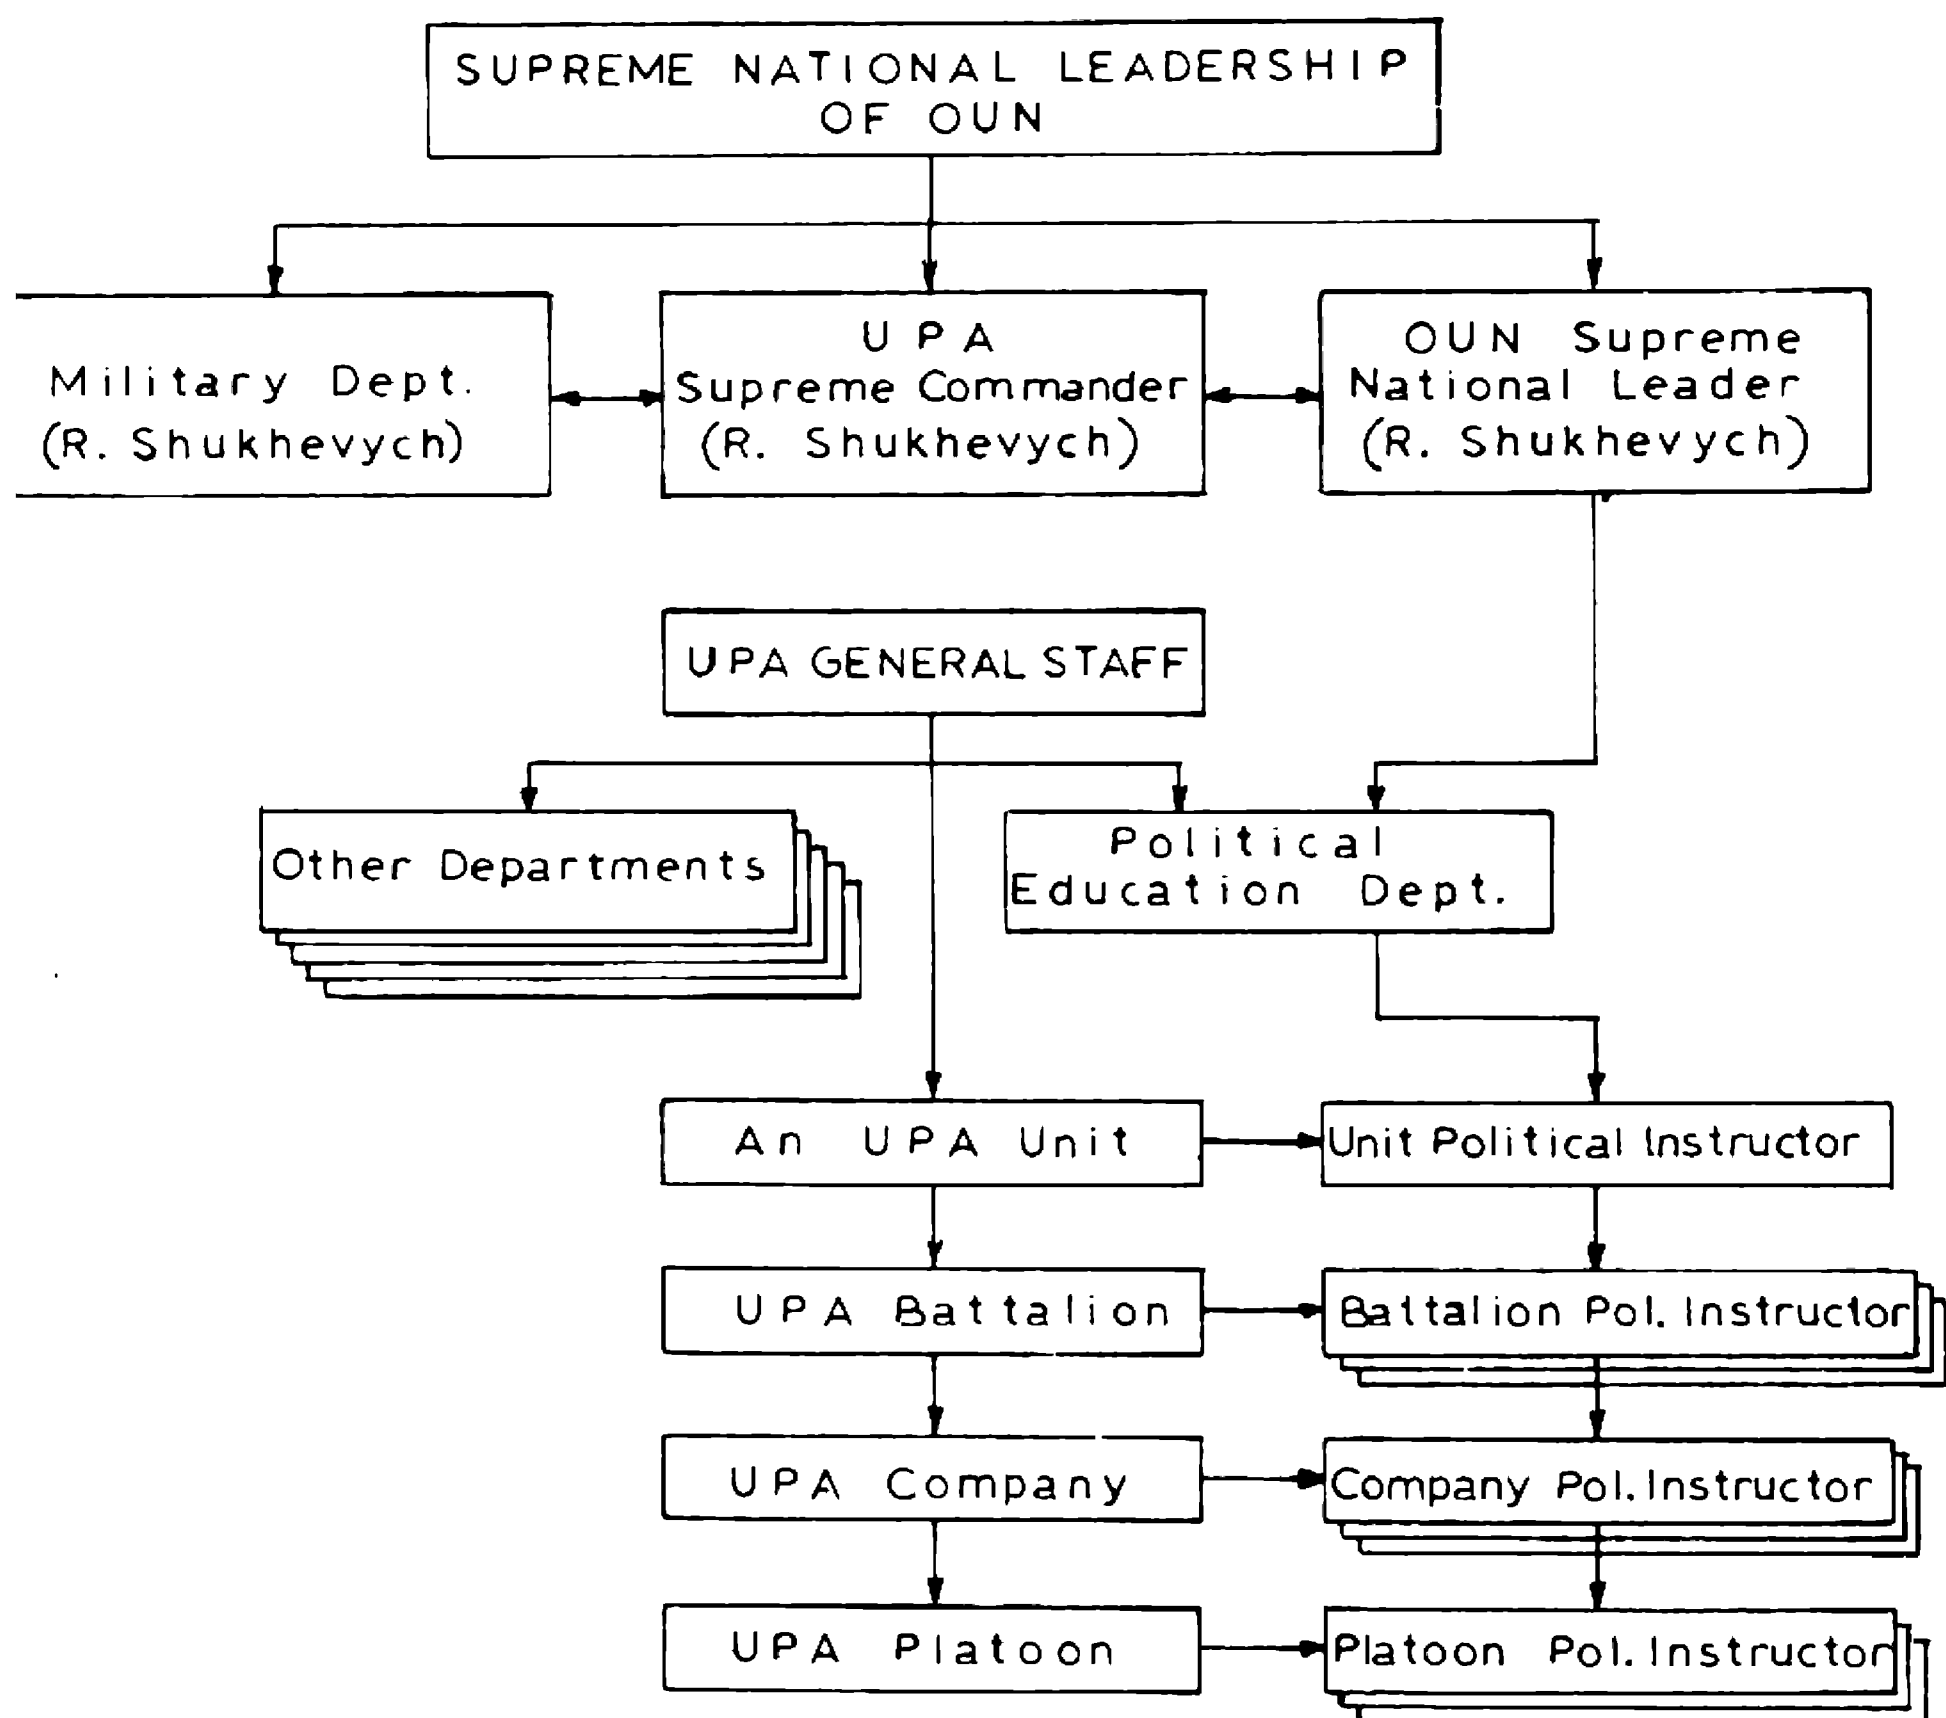 SUPREME NATIONAL LEADERSHIP
OF OUN
Military Dept.
(R. Shukhevych)
UPA
Supreme Commander
(R. Shukhevych)
OUN Supreme
National Leader
(R. Shukhevych)
UPA GENERAL STAFF
Other Departments
Political
Education Dept.
An UPA Unit
Unit Political Instructor
UPA Battalion
Battalion Pol. Instructor
UPA Company
Company Pol. Instructor
UPA Platoon
Platoon Pol. Instructor